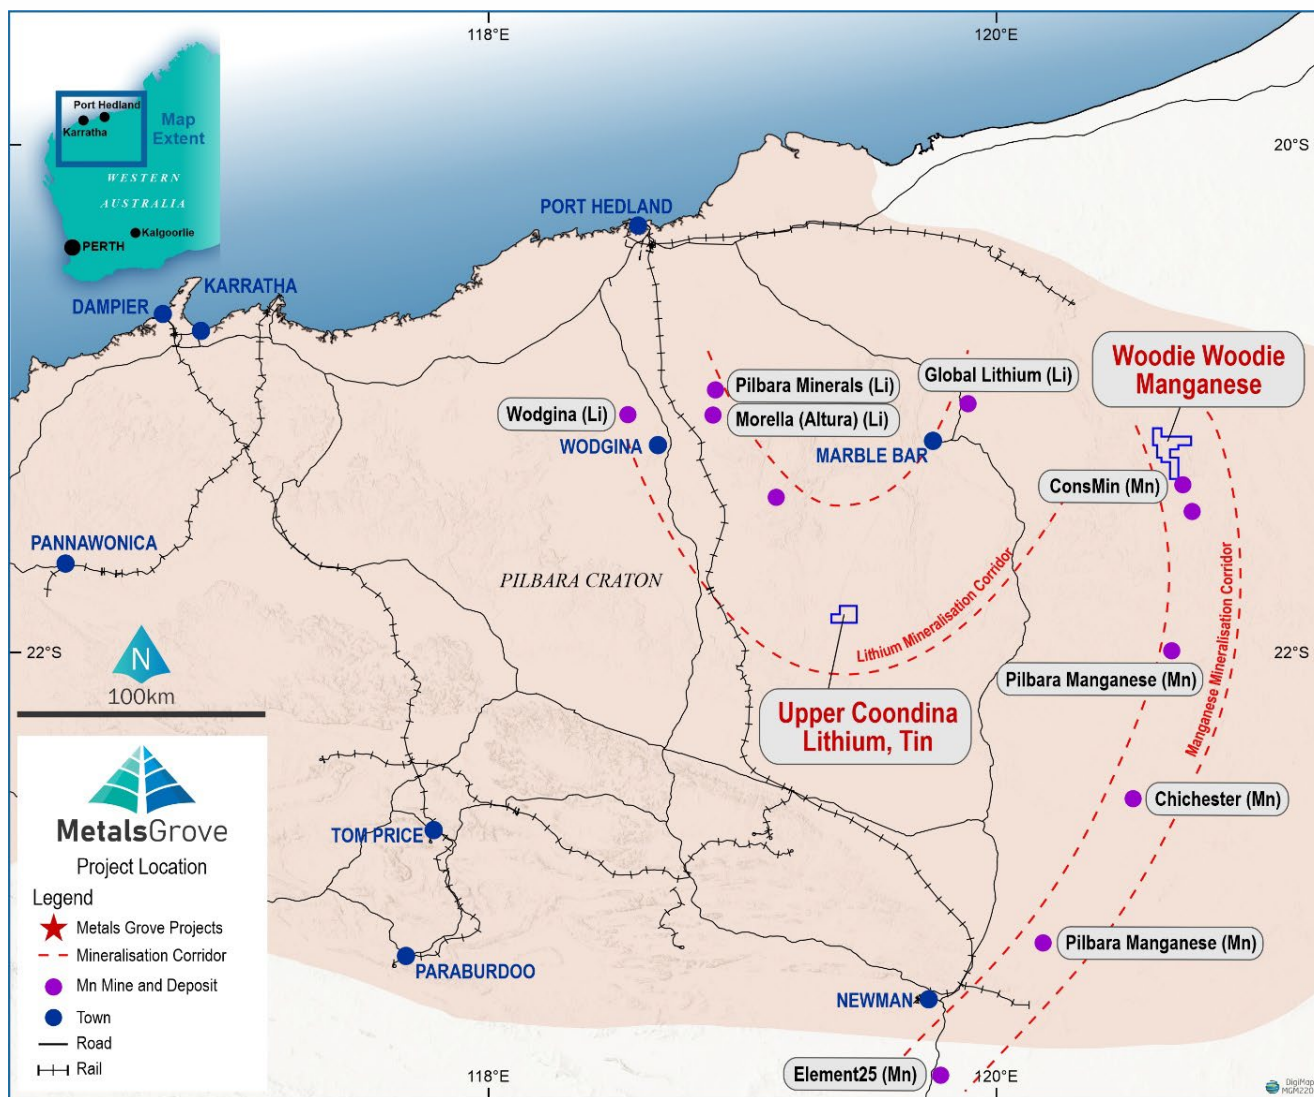 118°E
120°E
Port Hedland
Karratha
Map
Extent
WESTERN
AUSTRALIA
Kalgoorlie
PERTH
20°S
PORT HEDLAND
KARRATHA
DAMPIER
Woodie Woodie
Manganese
Pilbara Minerals (Li)
Global Lithium (Li)
Wodgina (Li)
Morella (Altura) (Li)
WODGINA
MARBLE BAR
ConsMin (Mn)
PANNAWONICA
PILBARA CRATON
Lithium Mineralisation Corridor
Manganese Mineralisation Corridor
22°S
22°S
N
100km
Pilbara Manganese (Mn)
Upper Coondina
Lithium, Tin
Chichester (Mn)
TOM PRICE
Pilbara Manganese (Mn)
PARABURDOO
NEWMAN
Element25 (Mn)
118°E
120°E
MetalsGrove
Project Location
Legend
Metals Grove Projects
Mineralisation Corridor
Mn Mine and Deposit
Town
Road
Rail
DigiMap
MGM220